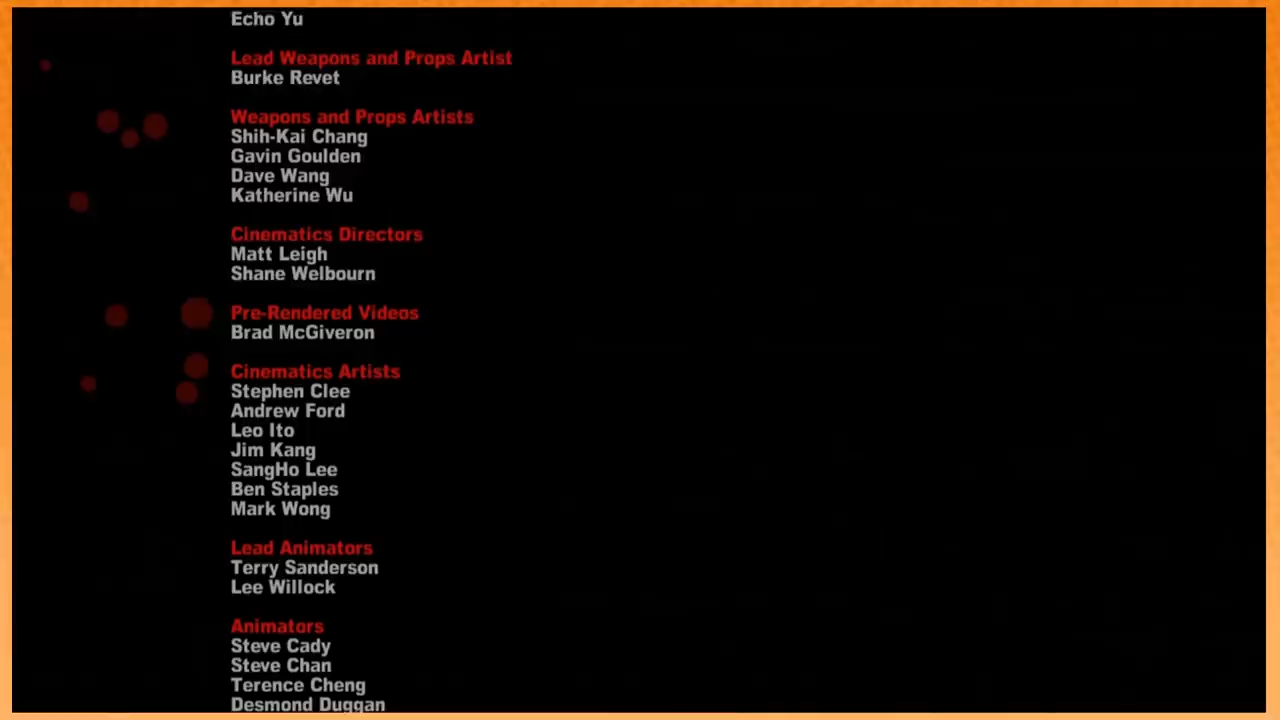 Echo Yu
Lead Weapons and Props Artist
Burke Revet
Weapons and Props Artists
Shih-Kai Chang
Gavin Goulden
Dave Wang
Katherine Wu
Cinematics Directors
Matt Leigh
Shane Welbourn
Pre-Rendered Videos
Brad McGiveron
Cinematics Artists
Stephen Clee
Andrew Ford
Leo Ito
Jim Kang
SangHo Lee
Ben Staples
Mark Wong
Lead Animators
Terry Sanderson
Lee Willock
Animators
Steve Cady
Steve Chan
Terence Cheng
Desmond Duggan